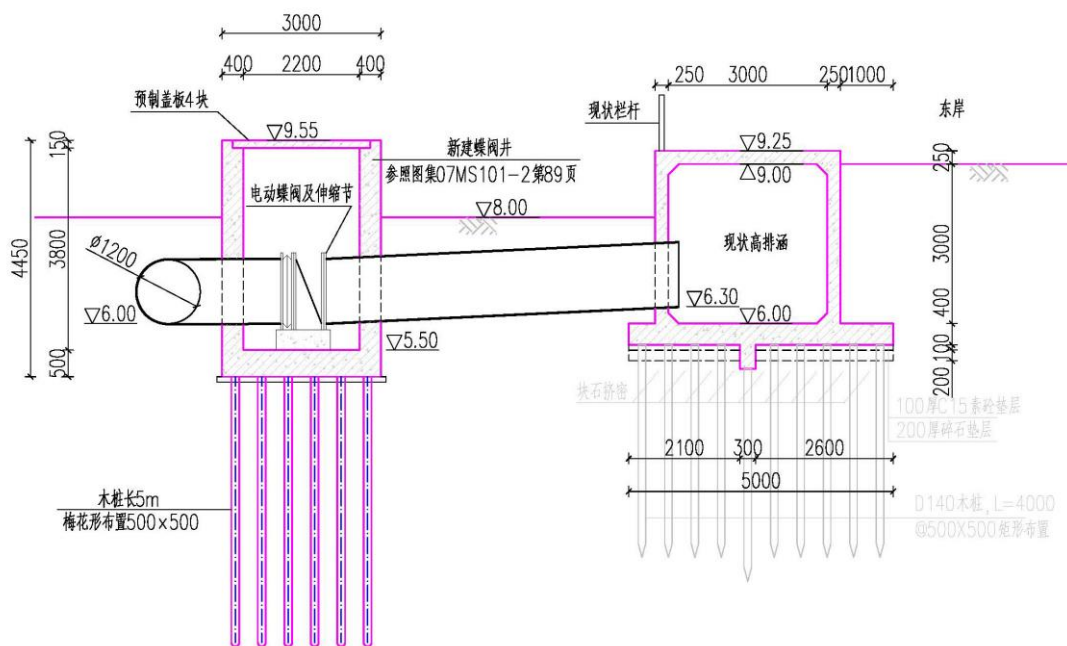 3000
400
2200
400
250
3000
250
1000
预制盖板4块
现状栏杆
东岸
▽9.55
新建蝶阀井
参照图集07MS101-2第89页
▽9.25
△9.00
150
250
电动蝶阀及伸缩节
▽8.00
现状高排涵
4450
3800
3000
ø1200
▽6.30
▽6.00
▽6.00
400
▽5.50
500
100
200
块石挤密
100厚C15素砼垫层
200厚碎石垫层
2100
300
2600
5000
木桩长5m
梅花形布置500×500
D140木桩,L=4000
@500X500矩形布置